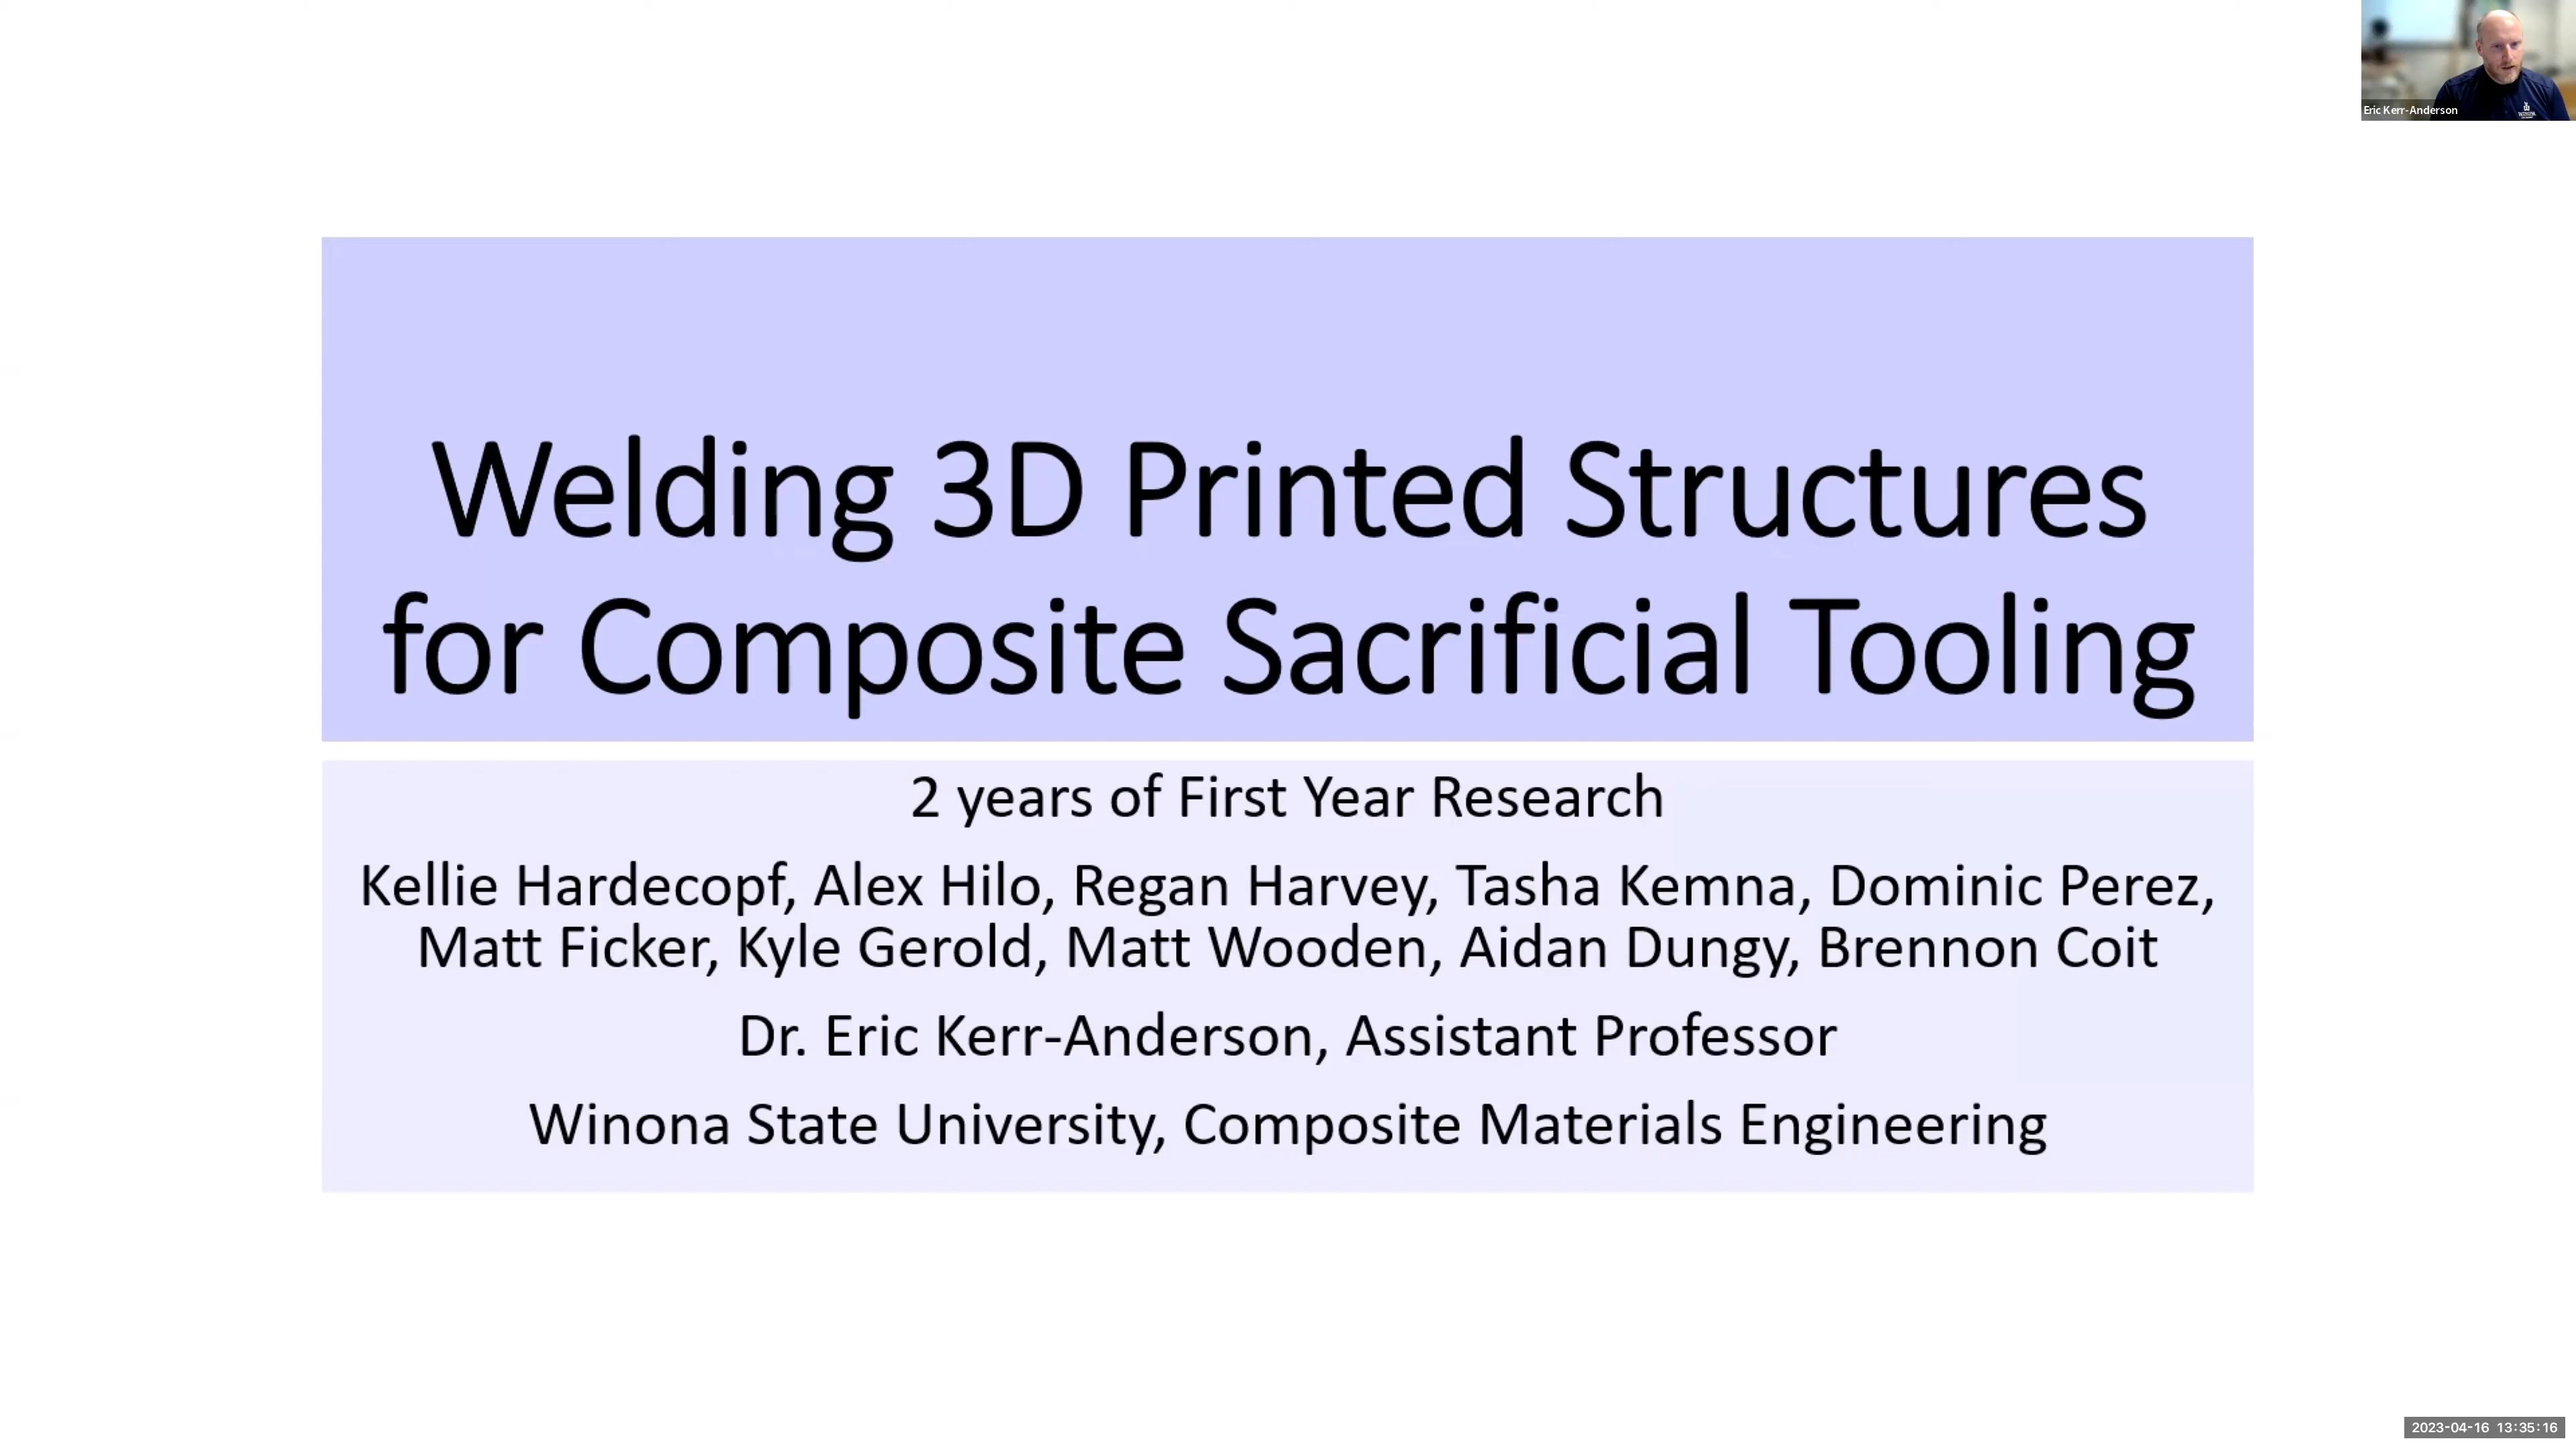 Eric Kerr-Anderson
Welding 3D Printed Structures
for Composite Sacrificial Tooling
2 years of First Year Research
Kellie Hardecopf, Alex Hilo, Regan Harvey, Tasha Kemna, Dominic Perez,
Matt Ficker, Kyle Gerold, Matt Wooden, Aidan Dungy, Brennon Coit
Dr. Eric Kerr-Anderson, Assistant Professor
Winona State University, Composite Materials Engineering
2023-04-16 13:35:16